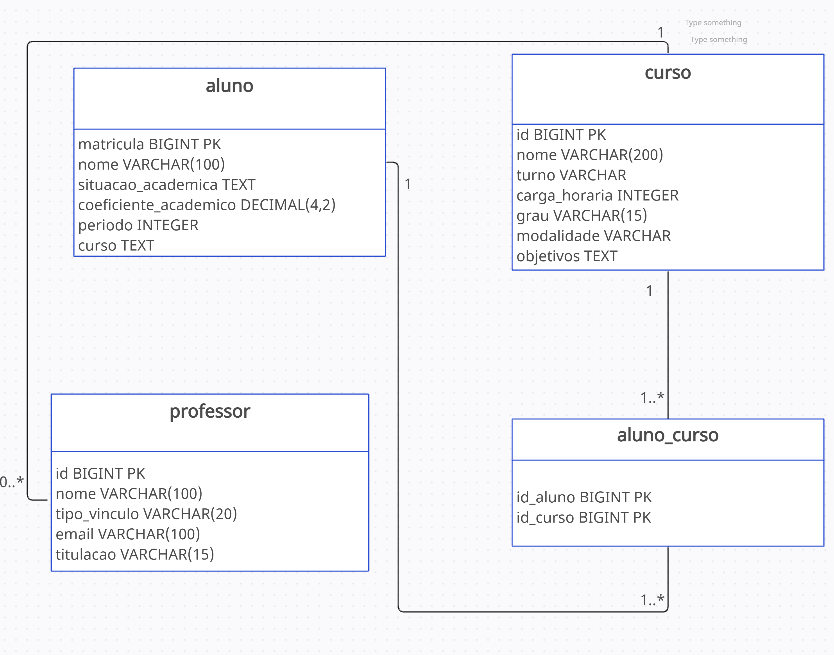 1
Type something
Type something
aluno
matricula BIGINT PK
nome VARCHAR(100)
situacao_academica TEXT
coeficiente_academico DECIMAL(4,2)
periodo INTEGER
curso TEXT
1
curso
id BIGINT PK
nome VARCHAR(200)
turno VARCHAR
carga_horaria INTEGER
grau VARCHAR(15)
modalidade VARCHAR
objetivos TEXT
1
1..*
professor
id BIGINT PK
nome VARCHAR(100)
tipo_vinculo VARCHAR(20)
email VARCHAR(100)
titulacao VARCHAR(15)
0..*
aluno_curso
id_aluno BIGINT PK
id_curso BIGINT PK
1..*